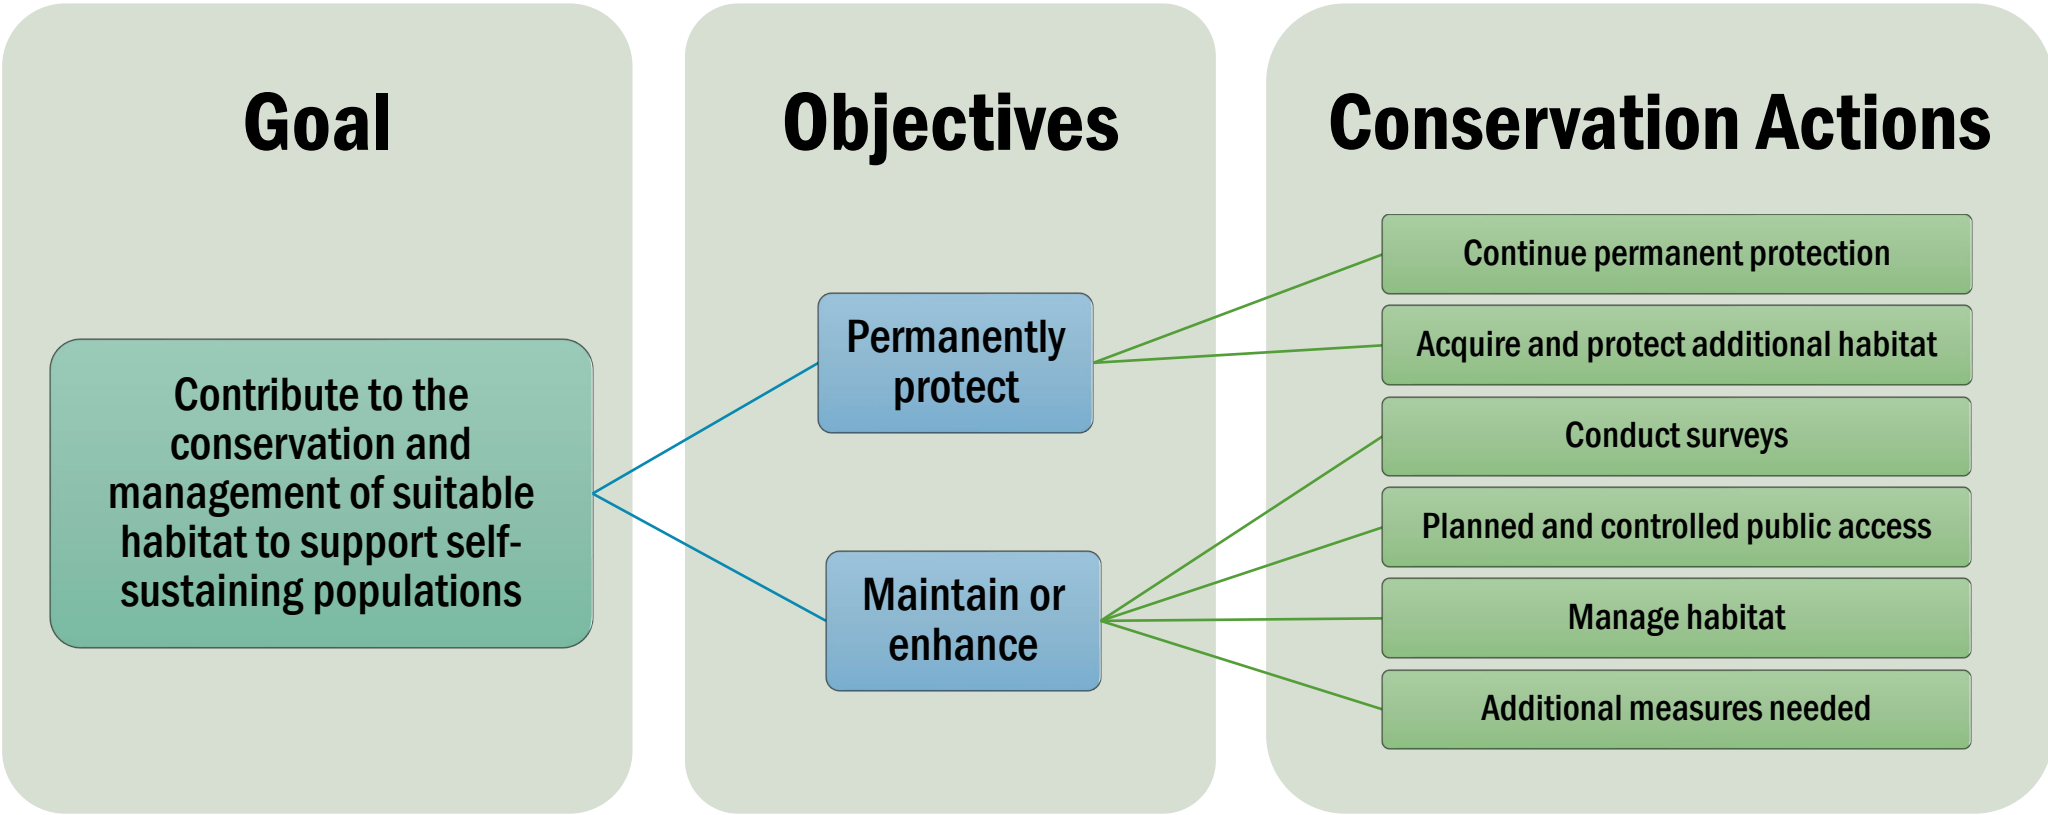 Goal
Objectives
Conservation Actions
Contribute to the
conservation and
management of suitable
habitat to support self-
sustaining populations
Permanently
protect
Maintain or
enhance
Continue permanent protection
Acquire and protect additional habitat
Conduct surveys
Planned and controlled public access
Manage habitat
Additional measures needed